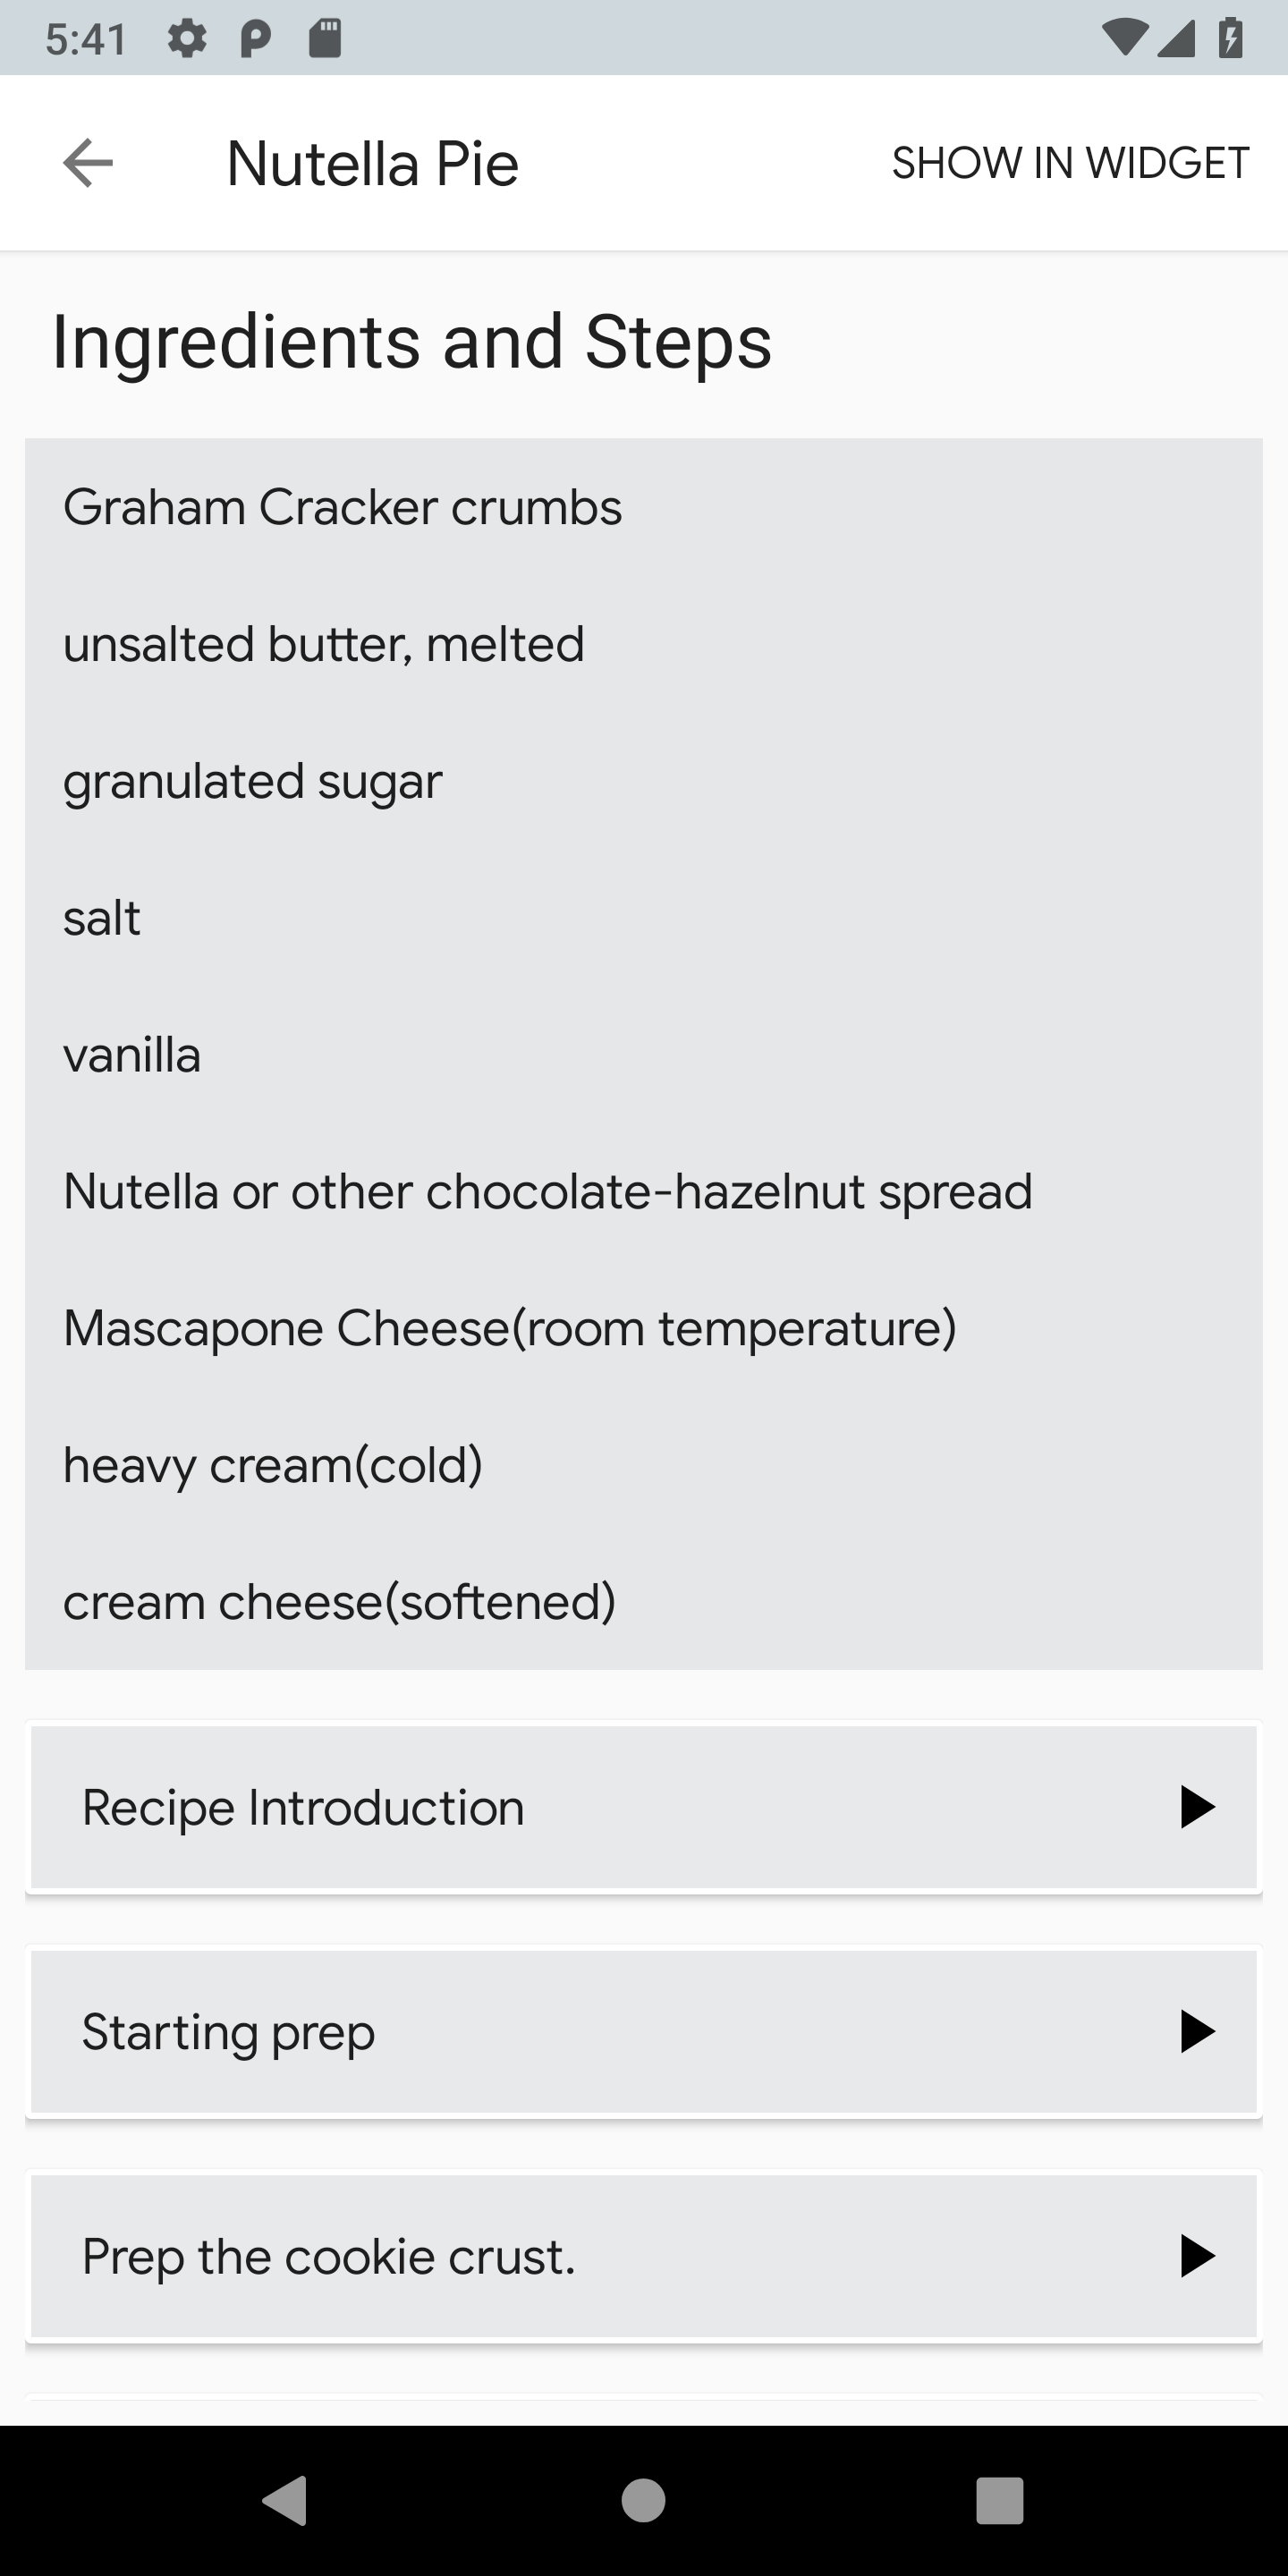 5:41
Nutella Pie
SHOW IN WIDGET
Ingredients and Steps
Graham Cracker crumbs
unsalted butter, melted
granulated sugar
salt
vanilla
Nutella or other chocolate-hazelnut spread
Mascapone Cheese(room temperature)
heavy cream(cold)
cream cheese(softened)
Recipe Introduction
Starting prep
Prep the cookie crust.